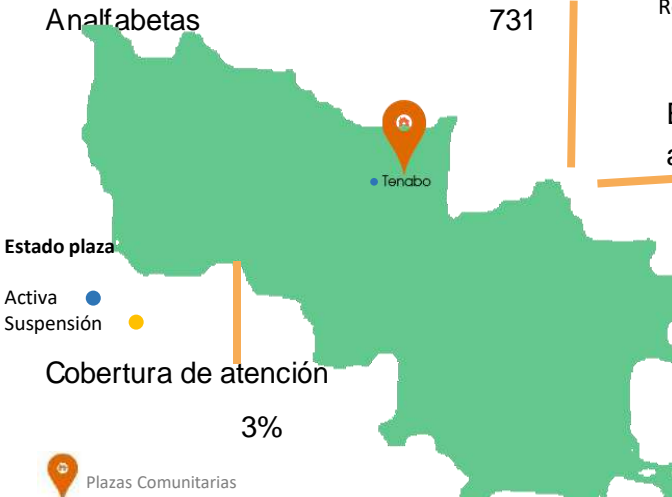 Analfabetas 731
R
Tenabo
Estado plaza
Activa
Suspensión
Cobertura de atención
3%
Plazas Comunitarias